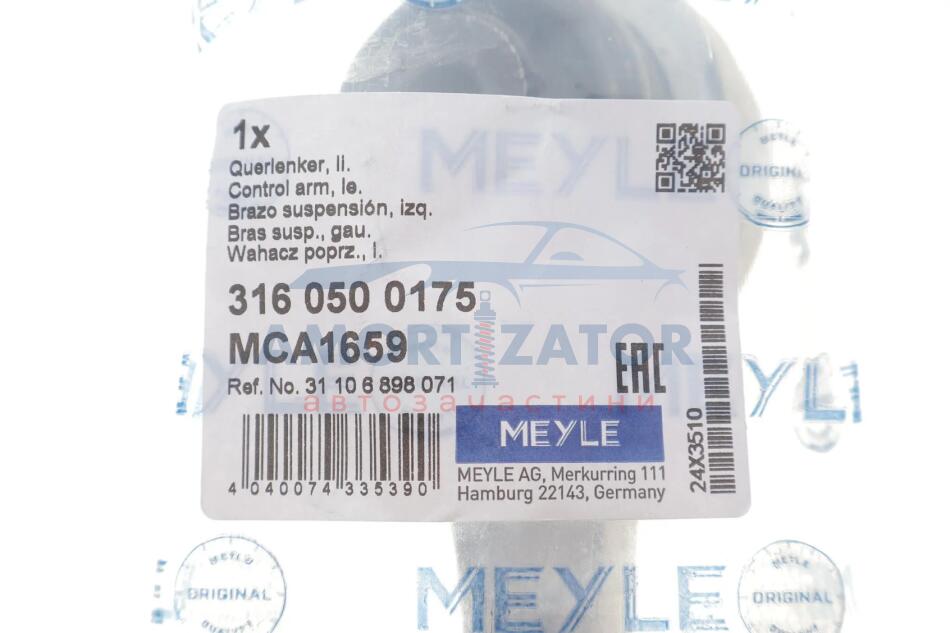 1x
Querlenker, li.
Control arm, le.
Brazo suspensión, izq.
Bras susp., gau.
Wahacz poprz., l.
316 050 0175
MCA1659
Ref. No. 31 10 6 898 071
EAC
4 040074 335390
MEYLE
MEYLE AG, Merkurring 111
Hamburg 22143, Germany
24X3510
AMORTIZATOR
автозапчастини
MEYLE
MEYLE
ORIGINAL
QUALITY
MEYLE
MEYLE
ORIGINAL
MEYLE
MEYLE
ORIGINAL